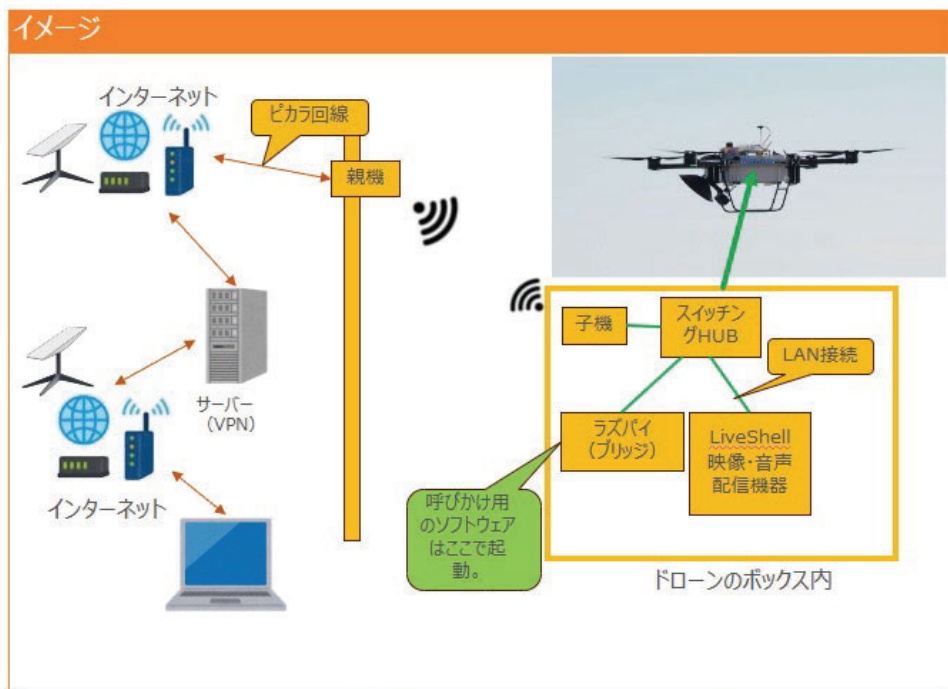 イメージ
インターネット
ピカラ回線
親機
サーバー
（VPN）
インターネット
子機
スイッチン
グHUB
LAN接続
ラズパイ
（ブリッジ）
LiveShell
映像・音声
配信機器
呼びかけ用
のソフトウェア
はここで起
動。
ドローンのボックス内